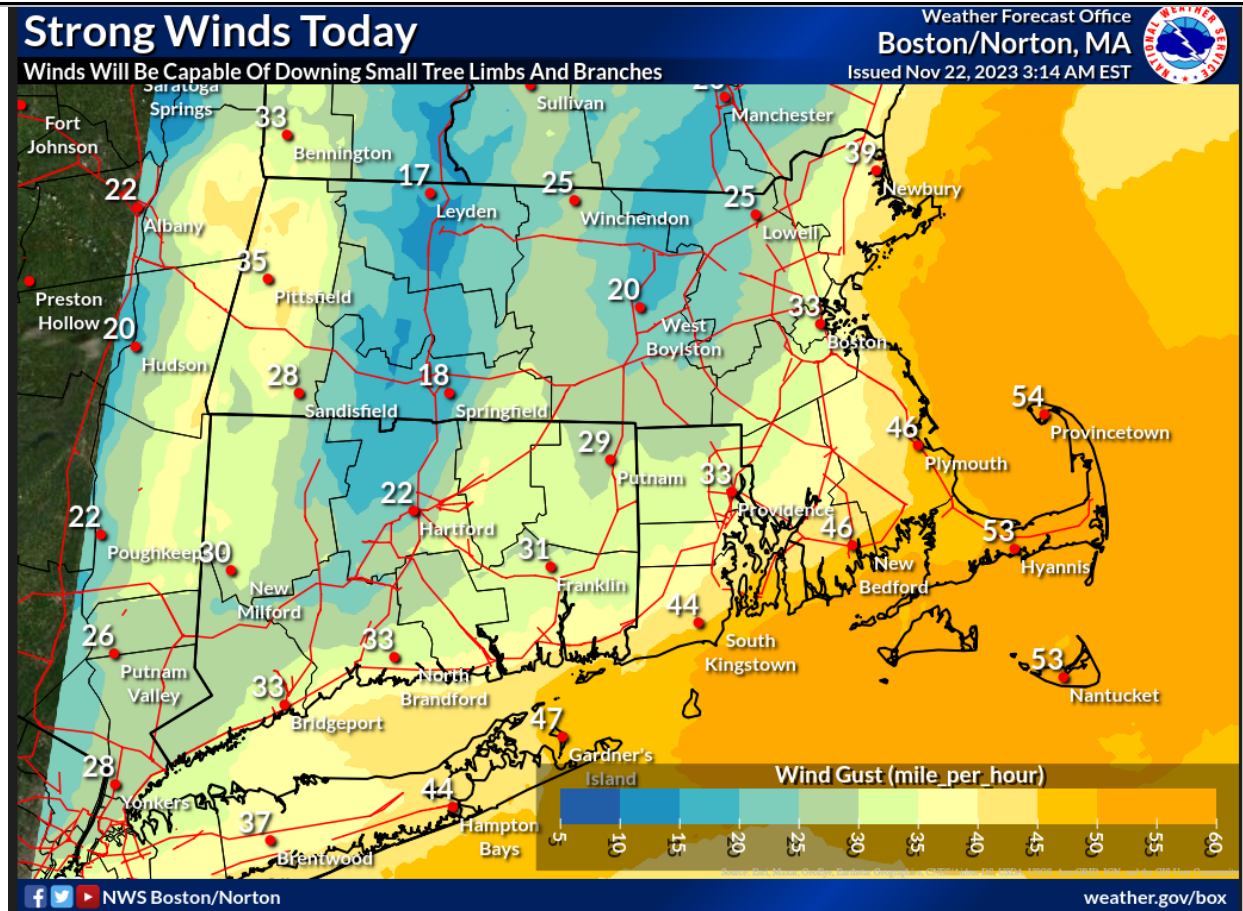 Strong Winds Today
Winds Will Be Capable Of Downing Small Tree Limbs And Branches
Weather Forecast Office
Boston/Norton, MA
Issued Nov 22, 2023 3:14 AM EST
NATIONAL WEATHER SERVICE
Saratoga
Springs
Sullivan
Manchester
Fort
Johnson
33
Bennington
39
Newbury
22
Albany
17
Leyden
25
Winchendon
25
Lowell
35
Pittsfield
Preston
Hollow
20
Hudson
20
West
Boylston
33
Boston
28
Sandisfield
18
Springfield
54
Provincetown
29
Putnam
46
Plymouth
33
Providence
22
Hartford
22
30
New
Milford
31
Franklin
46
New
Bedford
53
Hyannis
44
South
Kingstown
26
Putnam
Valley
33
North
Brandford
53
Nantucket
33
Bridgeport
47
Gardner's
Island
28
Yonkers
44
Hampton
Bays
37
Brentwood
Wind Gust (mile_per_hour)
5 10 15 20 25 30 35 40 45 50 55 60
NWS Boston/Norton
weather.gov/box